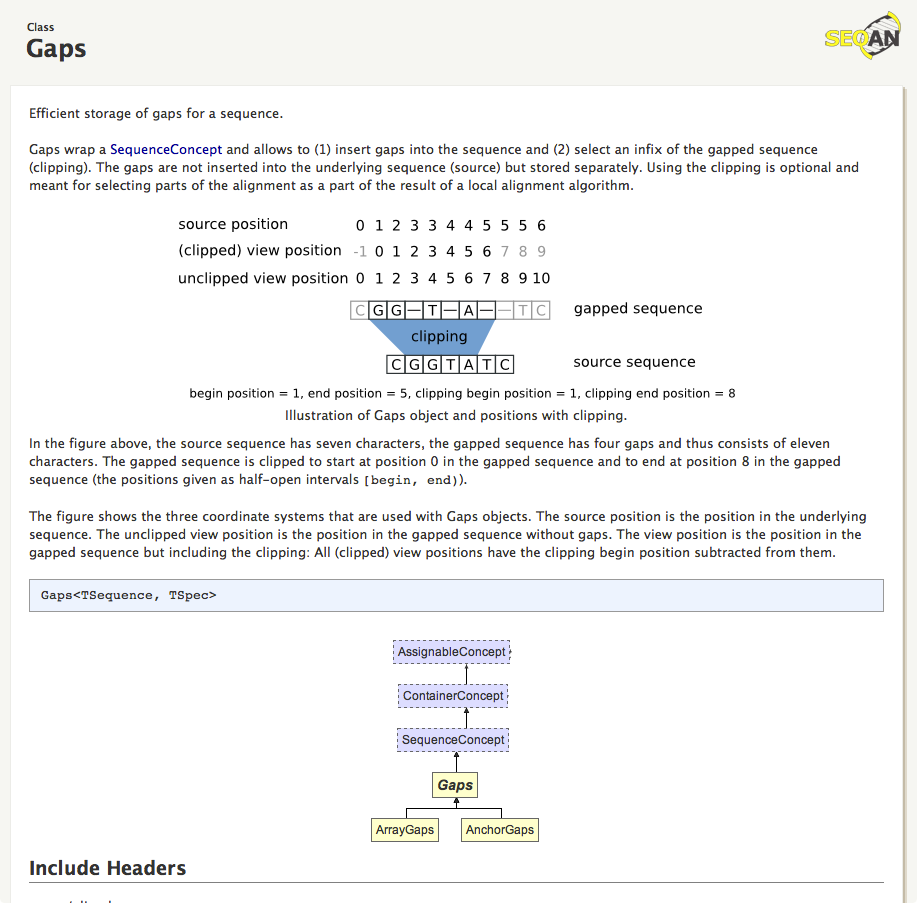 Class
Gaps
SEQAN
Efficient storage of gaps for a sequence.
Gaps wrap a SequenceConcept and allows to (1) insert gaps into the sequence and (2) select an infix of the gapped sequence
(clipping). The gaps are not inserted into the underlying sequence (source) but stored separately. Using the clipping is optional and
meant for selecting parts of the alignment as a part of the result of a local alignment algorithm.
source position 0 1 2 3 3 4 4 5 5 5 6
(clipped) view position -1 0 1 2 3 4 5 6 7 8 9
unclipped view position 0 1 2 3 4 5 6 7 8 9 10
C G G — T — A — — T C gapped sequence
clipping
C G G T A T C source sequence
begin position = 1, end position = 5, clipping begin position = 1, clipping end position = 8
Illustration of Gaps object and positions with clipping.
In the figure above, the source sequence has seven characters, the gapped sequence has four gaps and thus consists of eleven
characters. The gapped sequence is clipped to start at position 0 in the gapped sequence and to end at position 8 in the gapped
sequence (the positions given as half-open intervals [begin, end)).
The figure shows the three coordinate systems that are used with Gaps objects. The source position is the position in the underlying
sequence. The unclipped view position is the position in the gapped sequence without gaps. The view position is the position in the
gapped sequence but including the clipping: All (clipped) view positions have the clipping begin position subtracted from them.
Gaps<TSequence, TSpec>
AssignableConcept
ContainerConcept
SequenceConcept
Gaps
ArrayGaps AnchorGaps
Include Headers